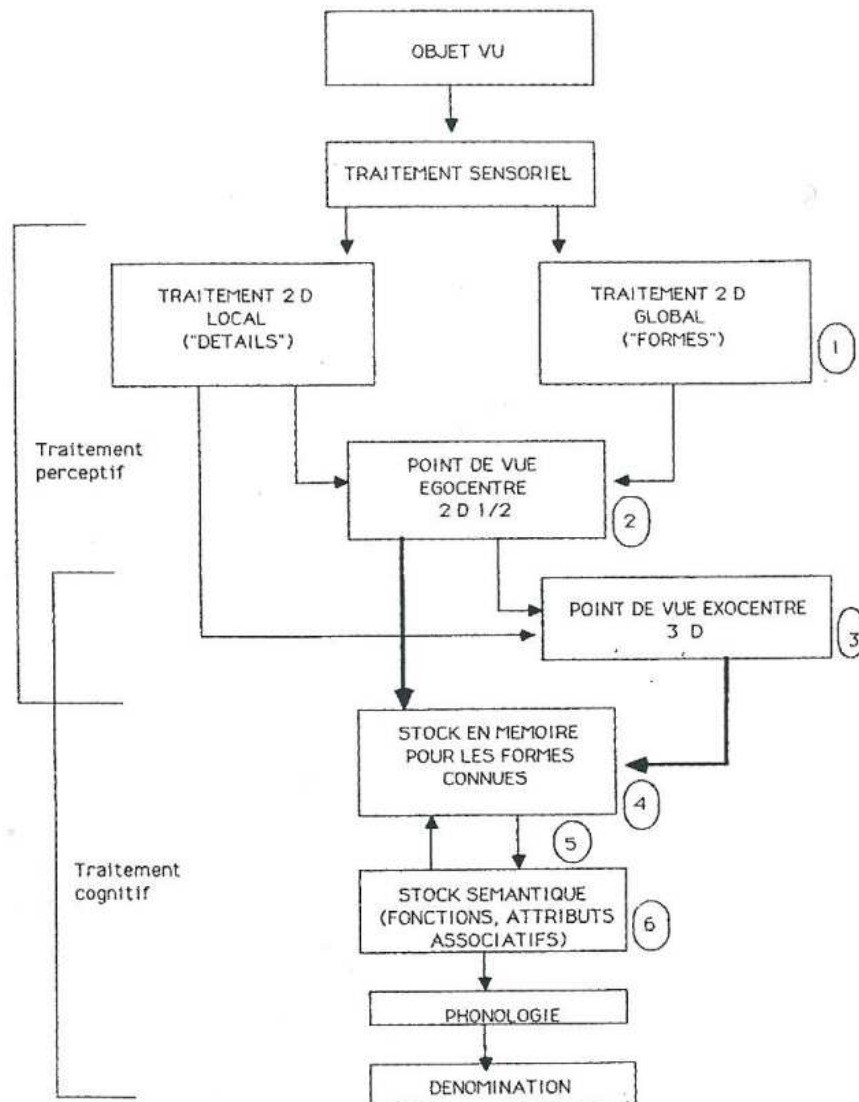 OBJET VU
TRAITEMENT SENSORIEL
TRAITEMENT 2 D
LOCAL
("DETAILS")
TRAITEMENT 2 D
GLOBAL
("FORMES")
1
Traitement
perceptif
POINT DE VUE
EGOCENTRE
2 D 1/2
2
POINT DE VUE EXOCENTRE
3 D
3
STOCK EN MEMOIRE
POUR LES FORMES
CONNUES
4
5
Traitement
cognitif
STOCK SEMANTIQUE
(FONCTIONS, ATTRIBUTS
ASSOCIATIFS)
6
PHONOLOGIE
DENOMINATION